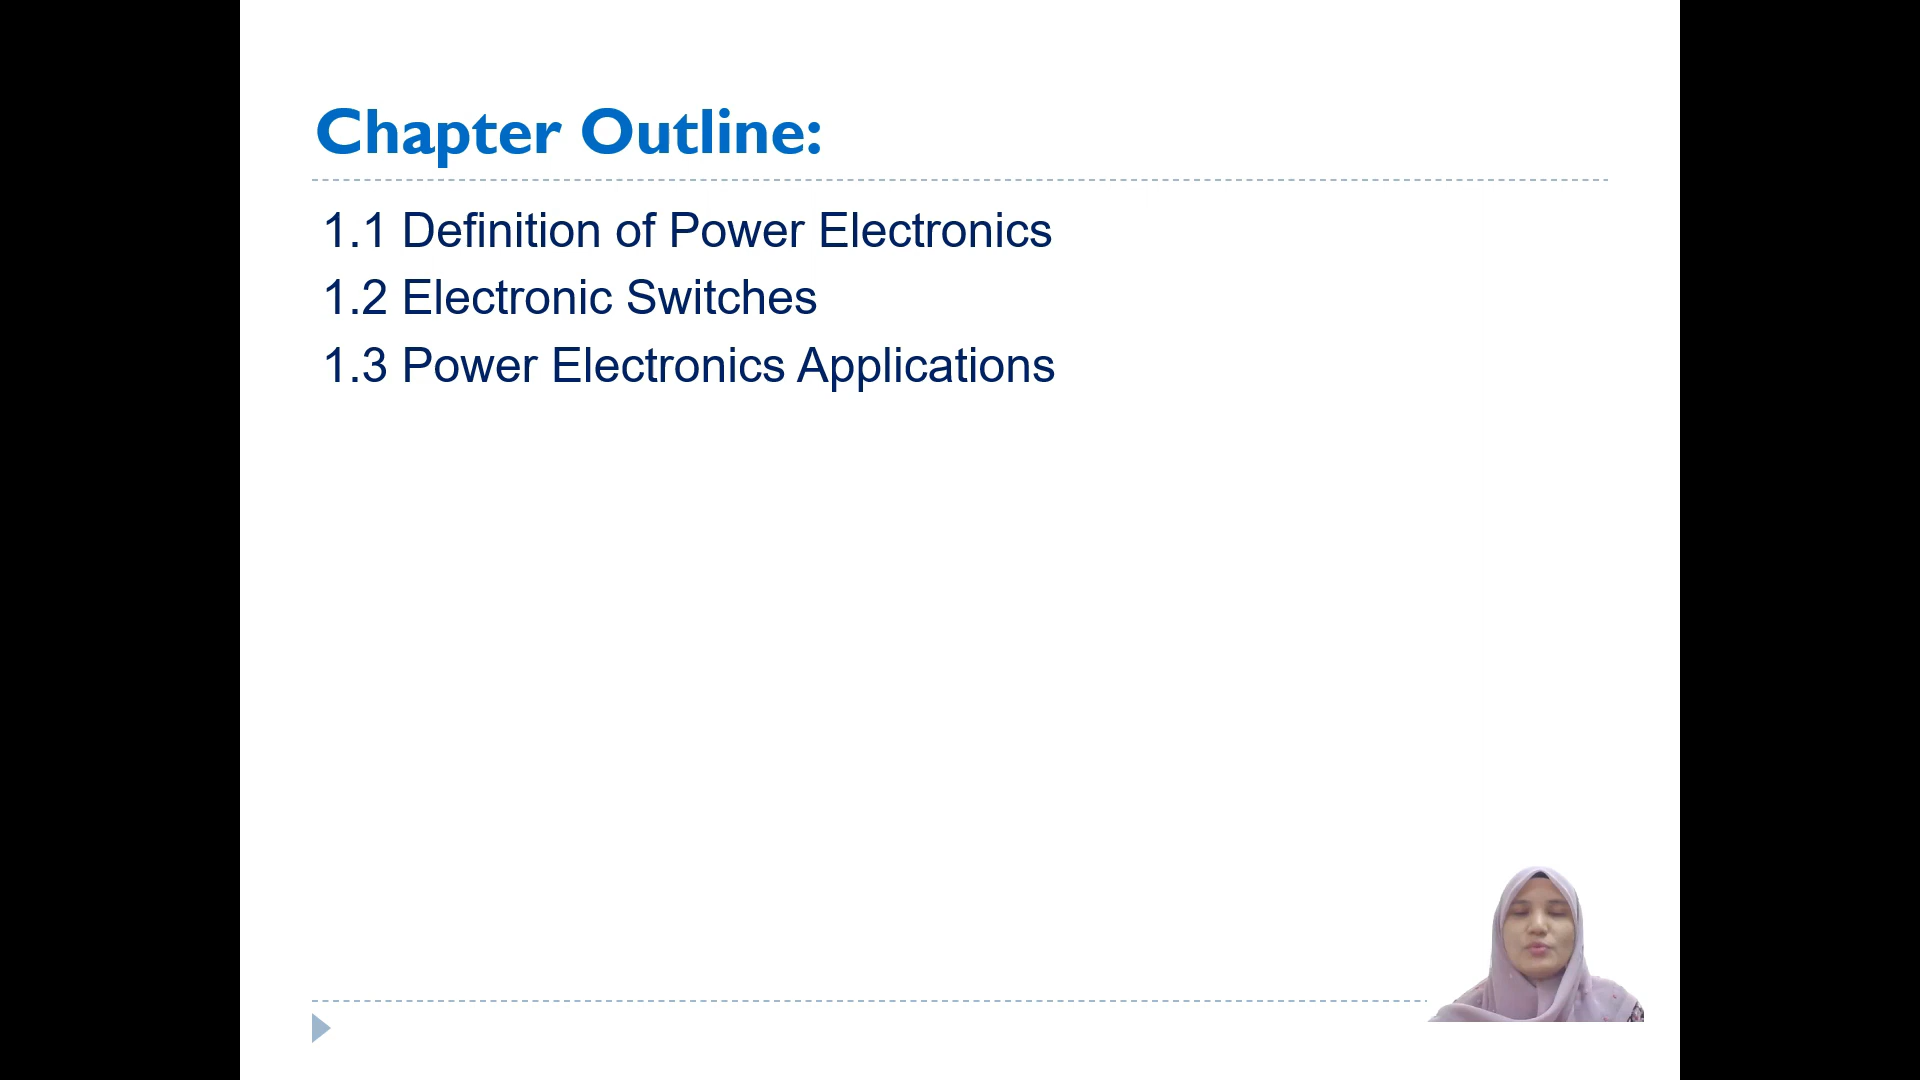 Chapter Outline:
1.1 Definition of Power Electronics
1.2 Electronic Switches
1.3 Power Electronics Applications